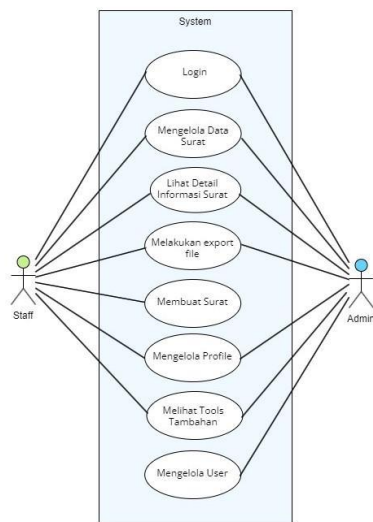 System
Login
Mengelola Data
Surat
Lihat Detail
Informasi Surat
Melakukan export
file
Staff
Admin
Membuat Surat
Mengelola Profile
Melihat Tools
Tambahan
Mengelola User